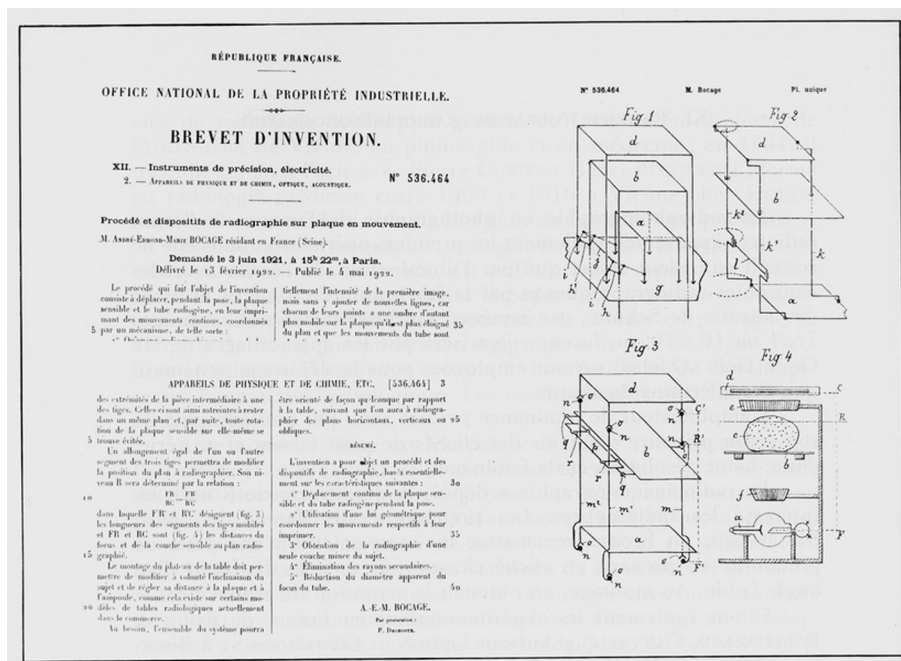 RÉPUBLIQUE FRANÇAISE.
OFFICE NATIONAL DE LA PROPRIÉTÉ INDUSTRIELLE.
BREVET D'INVENTION.
XII. — Instruments de précision, électricité.
2. — Appareils de physique et de chimie, optique, acoustique.
N° 536.464
Procédé et dispositifs de radiographie sur plaque en mouvement.
M. André-Edmond-Marie BOCAGE résidant en France (Seine).
Demandé le 3 juin 1921, à 15h 22m, à Paris.
Délivré le 13 février 1922. — Publié le 4 mai 1922.
Le procédé qui fait l'objet de l'invention
consiste à déplacer, pendant la pose, la plaque
sensible et le tube radiogène, en leur impri-
mant des mouvements continus, coordonnés
5 par un mécanisme, de telle sorte
tiellement l'intensité de la première image,
mais sans y ajouter de nouvelles lignes, car
chacun de leurs points a une ombre d'autant
plus mobile sur la plaque qu'il est plus éloigné 35
du plan et que les mouvements du tube sont
APPAREILS DE PHYSIQUE ET DE CHIMIE, ETC. [536.464] 3
des extrémités de la pièce intermédiaire à une
des tiges. Celles-ci sont ainsi astreintes à rester
dans un même plan et, par suite, toute rota-
tion de la plaque sensible sur elle-même se
5 trouve évitée.
Un allongement égal de l'un ou l'autre
segment des trois tiges permettra de modifier
la position du plan à radiographier. Son ni-
veau R sera déterminé par la relation :
10 FR FR
RC = RC
dans laquelle FR' et RC' désignent (fig. 3)
les longueurs des segments des tiges mobiles
et FR et RC sont (fig. 4) les distances du
focus et de la couche sensible au plan radio-
15 graphié.
Le montage du plateau de la table doit per-
mettre de modifier à volonté l'inclinaison du
sujet et de régler sa distance à la plaque et à
l'ampoule, comme cela existe sur certains mo-
20 dèles de tables radiologiques actuellement
dans le commerce.
Au besoin, l'ensemble du système pourra
être orienté de façon quelconque par rapport
à la table, suivant que l'on aura à radiogra-
phier des plans horizontaux, verticaux ou 25
obliques.
RÉSUMÉ.
L'invention a pour objet un procédé et des
dispositifs de radiographie, basés essentielle-
ment sur les caractéristiques suivantes : 30
1° Déplacement continu de la plaque sen-
sible et du tube radiogène pendant la pose.
2° Utilisation d'une loi géométrique pour
coordonner les mouvements respectifs à leur
imprimer. 35
3° Obtention de la radiographie d'une
seule couche mince du sujet.
4° Élimination des rayons secondaires.
5° Réduction du diamètre apparent du
focus du tube. 40
A.-E.-M. BOCAGE.
Par procuration :
N° 536.464 M. Bocage Pl. unique
Fig 1
d
b
a
g
h
i
h
f
Fig 2
d
b
k'
k'
k
l
a
Fig 3
n
o
n
o
n
q
R'
r
r
q
m
m'
m'
n
o
n
F'
o
n
Fig 4
d
c
e
R
b
f
a
F